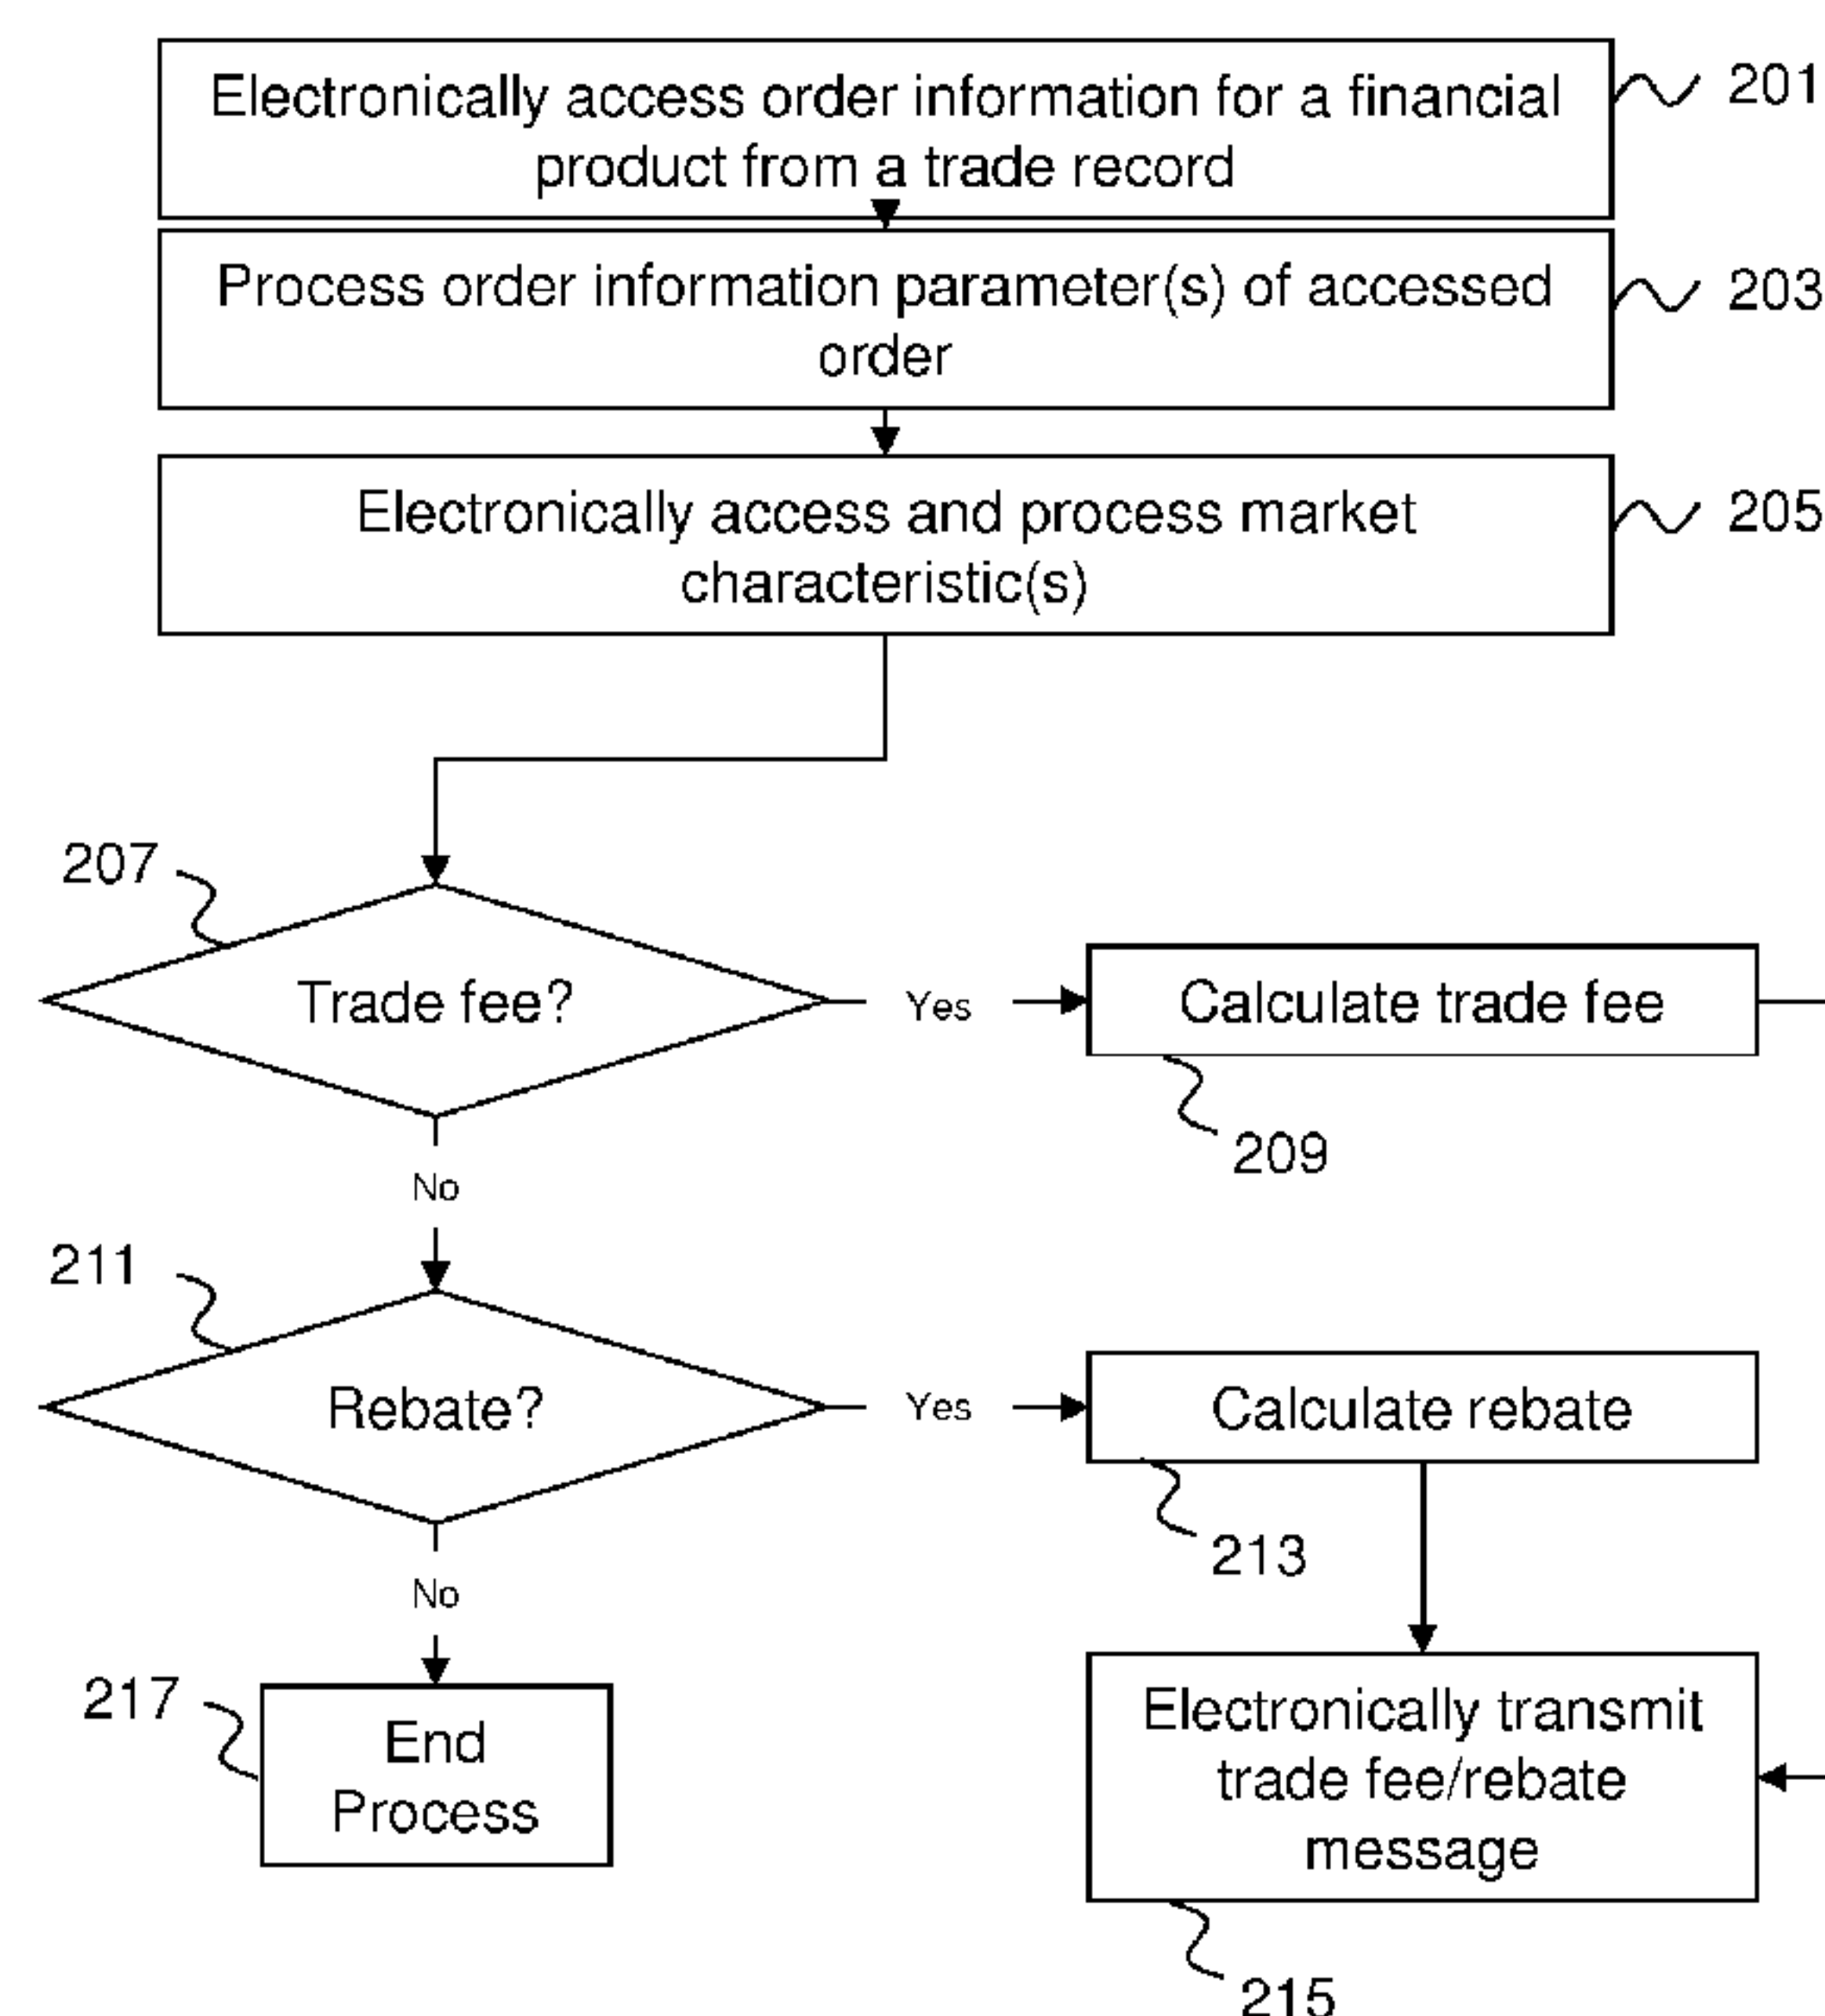 Electronically access order information for a financial
product from a trade record
201
Process order information parameter(s) of accessed
order
203
Electronically access and process market
characteristic(s)
205
207
Trade fee?
Yes
Calculate trade fee
209
No
211
Rebate?
Yes
Calculate rebate
213
No
217
End
Process
Electronically transmit
trade fee/rebate
message
215